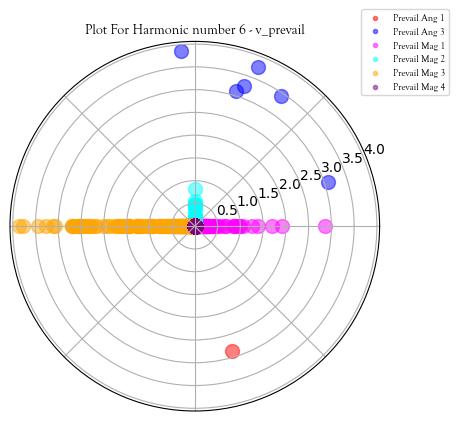 Plot For Harmonic number 6 - v_prevail
Prevail Ang 1
Prevail Ang 3
Prevail Mag 1
Prevail Mag 2
Prevail Mag 3
Prevail Mag 4
0.5
1.0
1.5
2.0
2.5
3.0
3.5
4.0